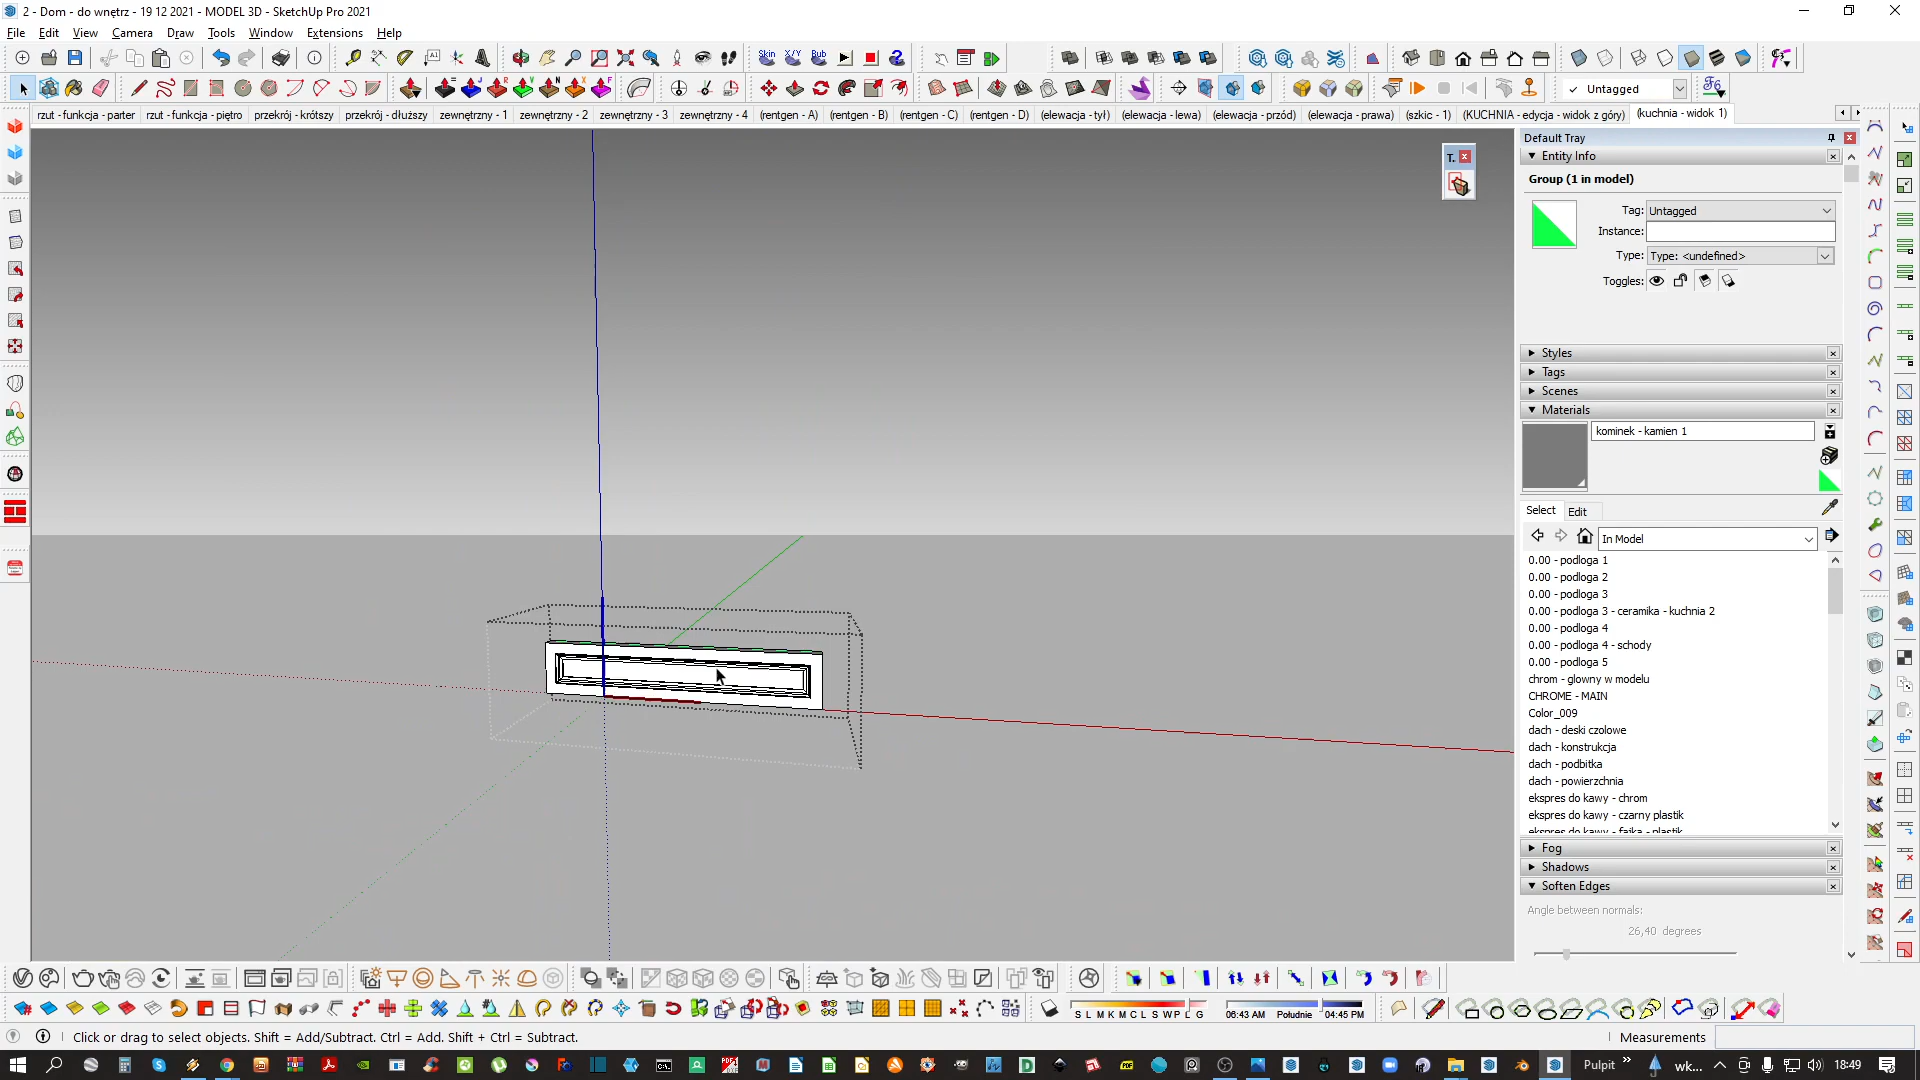 2 - Dom - do wnętrz - 19 12 2021 - MODEL 3D - SketchUp Pro 2021
File Edit View Camera Draw Tools Window Extensions Help
Skin X/Y Bub
Untagged
rzut - funkcja - parter rzut - funkcja - piętro przekrój - krótszy przekrój - dłuższy zewnętrzny - 1 zewnętrzny - 2 zewnętrzny - 3 zewnętrzny - 4 (rentgen - A) (rentgen - B) (rentgen - C) (rentgen - D) (elewacja - tył) (elewacja - lewa) (elewacja - przód) (elewacja - prawa) (szkic - 1) (KUCHNIA - edycja - widok z góry) (kuchnia - widok 1)
T.
Default Tray
Entity Info
Group (1 in model)
Tag: Untagged
Instance:
Type: Type: <undefined>
Toggles:
Styles
Tags
Scenes
Materials
kominek - kamien 1
Select Edit
In Model
0.00 - podloga 1
0.00 - podloga 2
0.00 - podloga 3
0.00 - podloga 3 - ceramika - kuchnia 2
0.00 - podloga 4
0.00 - podloga 4 - schody
0.00 - podloga 5
chrom - glowny w modelu
CHROME - MAIN
Color_009
dach - deski czolowe
dach - konstrukcja
dach - podbitka
dach - powierzchnia
ekspres do kawy - chrom
ekspres do kawy - czarny plastik
ekspres do kawy - fajka - plastik
Fog
Shadows
Soften Edges
Angle between normals:
26,40 degrees
S L M K M C L S W P L G 06:43 AM Południe 04:45 PM
Click or drag to select objects. Shift = Add/Subtract. Ctrl = Add. Shift + Ctrl = Subtract.
Measurements
Pulpit » wk... 18:49